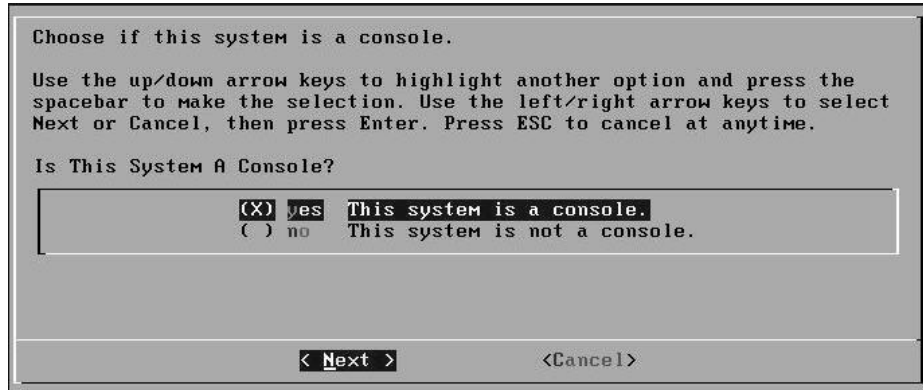 Choose if this system is a console.
Use the up/down arrow keys to highlight another option and press the
spacebar to make the selection. Use the left/right arrow keys to select
Next or Cancel, then press Enter. Press ESC to cancel at anytime.
Is This System A Console?
(X) yes This system is a console.
( ) no This system is not a console.
< Next > <Cancel>